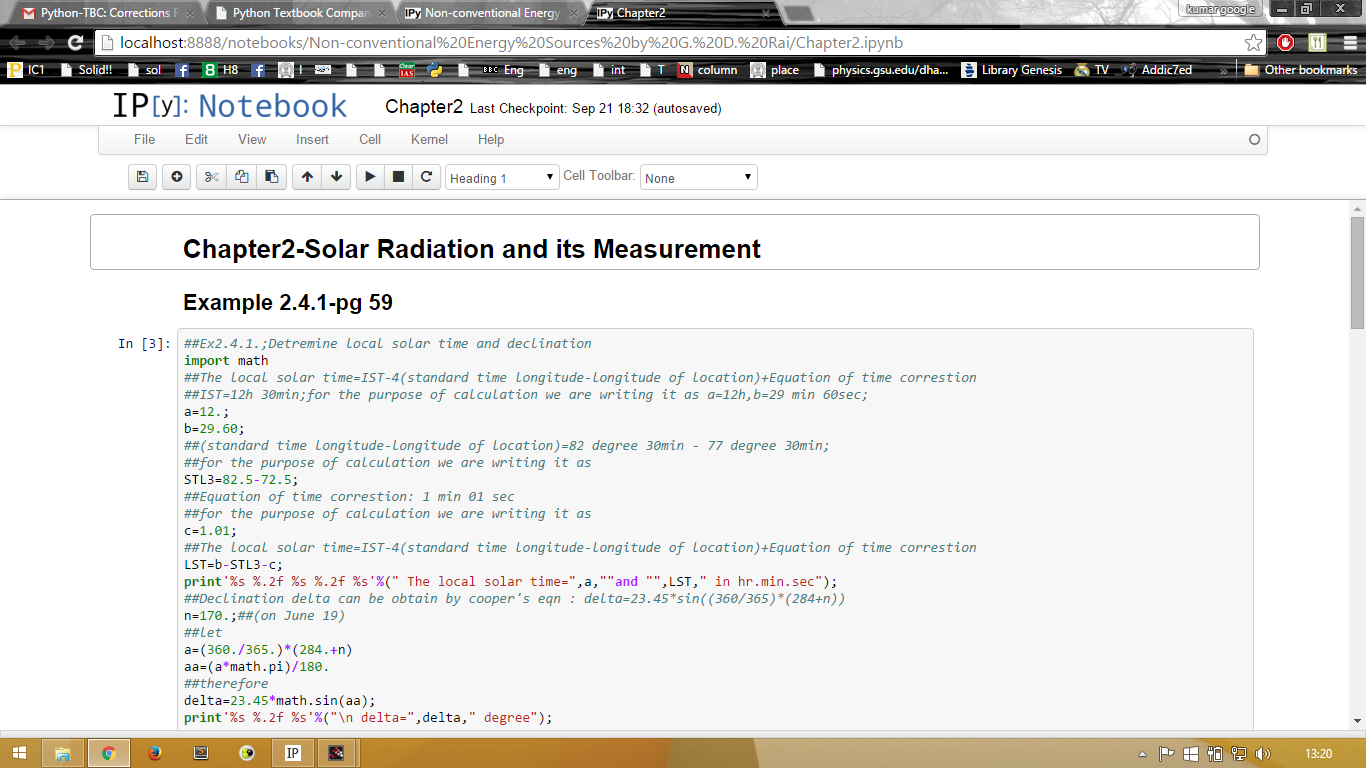 Python-TBC: Corrections R
Python Textbook Compan
IPy Non-conventional Energy
IPy Chapter2
kumar google
localhost:8888/notebooks/Non-conventional%20Energy%20Sources%20by%20G.%20D.%20Rai/Chapter2.ipynb
IC1 Solid!! sol H8 I Clear IAS BBC Eng eng int T N column place physics.gsu.edu/dha... Library Genesis TV Addic7ed » Other bookmarks
IP[y]: Notebook Chapter2 Last Checkpoint: Sep 21 18:32 (autosaved)
File Edit View Insert Cell Kernel Help
Heading 1 Cell Toolbar: None
Chapter2-Solar Radiation and its Measurement
Example 2.4.1-pg 59
In [3]: ##Ex2.4.1.;Detremine local solar time and declination
import math
##The local solar time=IST-4(standard time longitude-longitude of location)+Equation of time correstion
##IST=12h 30min;for the purpose of calculation we are writing it as a=12h,b=29 min 60sec;
a=12.;
b=29.60;
##(standard time longitude-longitude of location)=82 degree 30min - 77 degree 30min;
##for the purpose of calculation we are writing it as
STL3=82.5-72.5;
##Equation of time correstion: 1 min 01 sec
##for the purpose of calculation we are writing it as
c=1.01;
##The local solar time=IST-4(standard time longitude-longitude of location)+Equation of time correstion
LST=b-STL3-c;
print'%s %.2f %s %.2f %s'%(" The local solar time=",a,""and "",LST," in hr.min.sec");
##Declination delta can be obtain by cooper's eqn : delta=23.45*sin((360/365)*(284+n))
n=170.;##(on June 19)
##let
a=(360./365.)*(284.+n)
aa=(a*math.pi)/180.
##therefore
delta=23.45*math.sin(aa);
print'%s %.2f %s'%("\n delta=",delta," degree");
IP
13:20